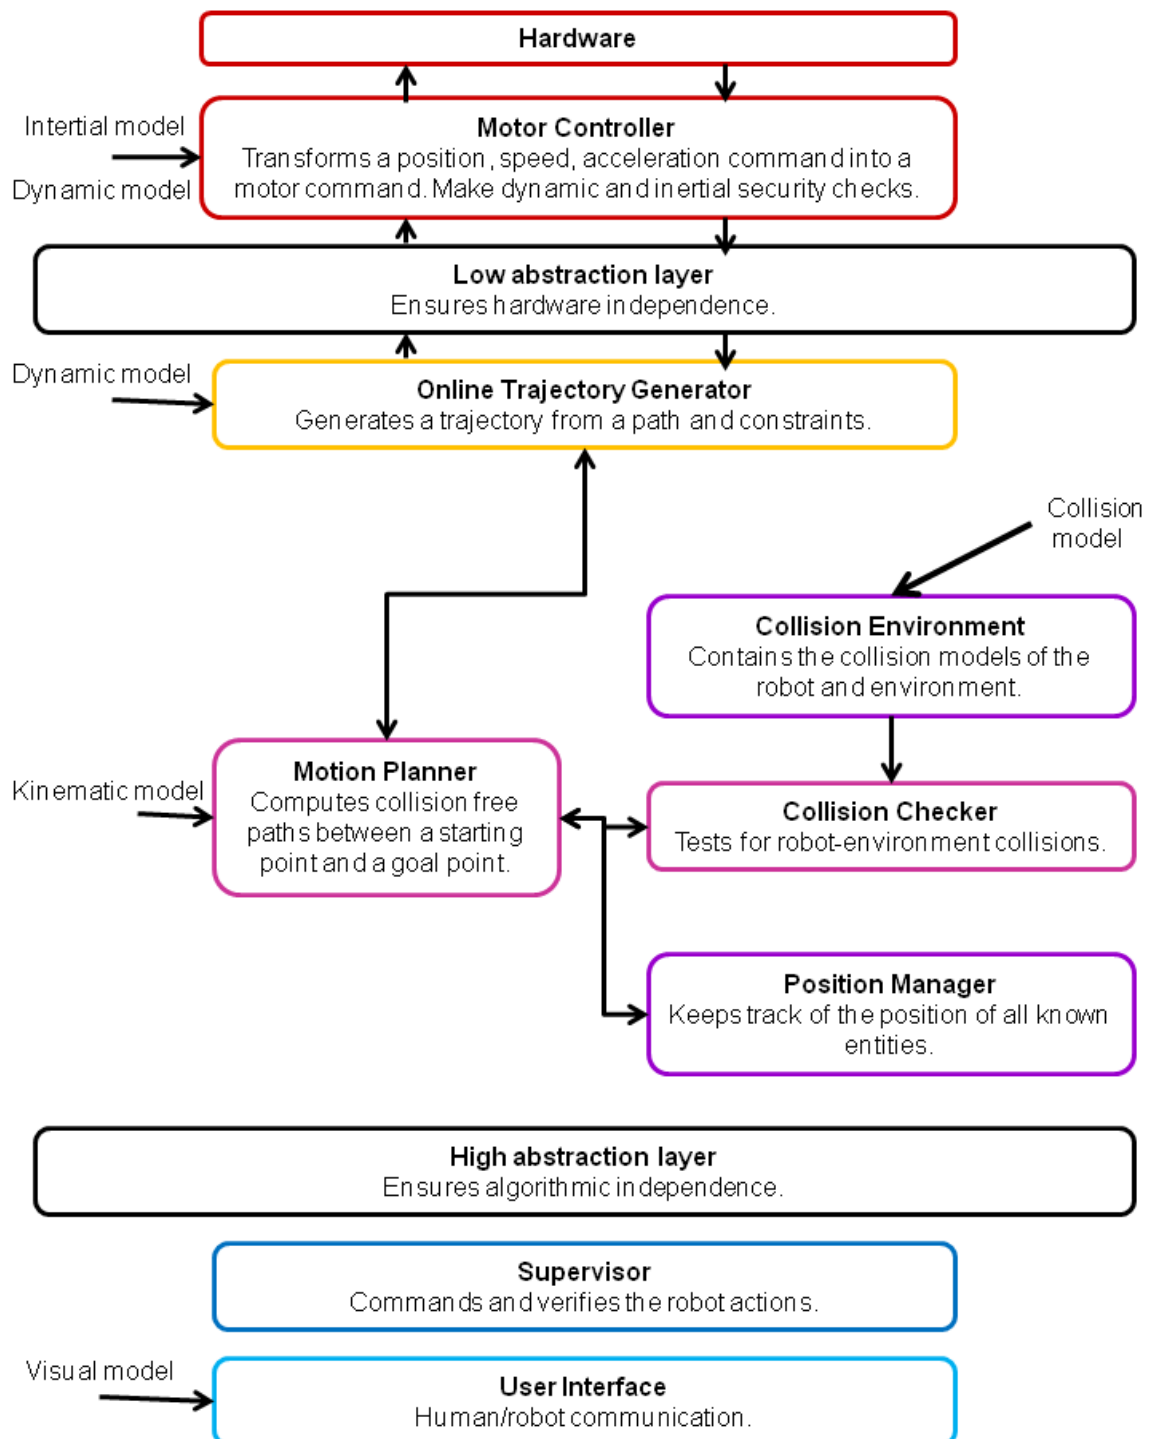 Hardware
Intertial model
Dynamic model
Motor Controller
Transforms a position, speed, acceleration command into a
motor command. Make dynamic and inertial security checks.
Low abstraction layer
Ensures hardware independence.
Dynamic model
Online Trajectory Generator
Generates a trajectory from a path and constraints.
Collision
model
Collision Environment
Contains the collision models of the
robot and environment.
Kinematic model
Motion Planner
Computes collision free
paths between a starting
point and a goal point.
Collision Checker
Tests for robot-environment collisions.
Position Manager
Keeps track of the position of all known
entities.
High abstraction layer
Ensures algorithmic independence.
Supervisor
Commands and verifies the robot actions.
Visual model
User Interface
Human/robot communication.